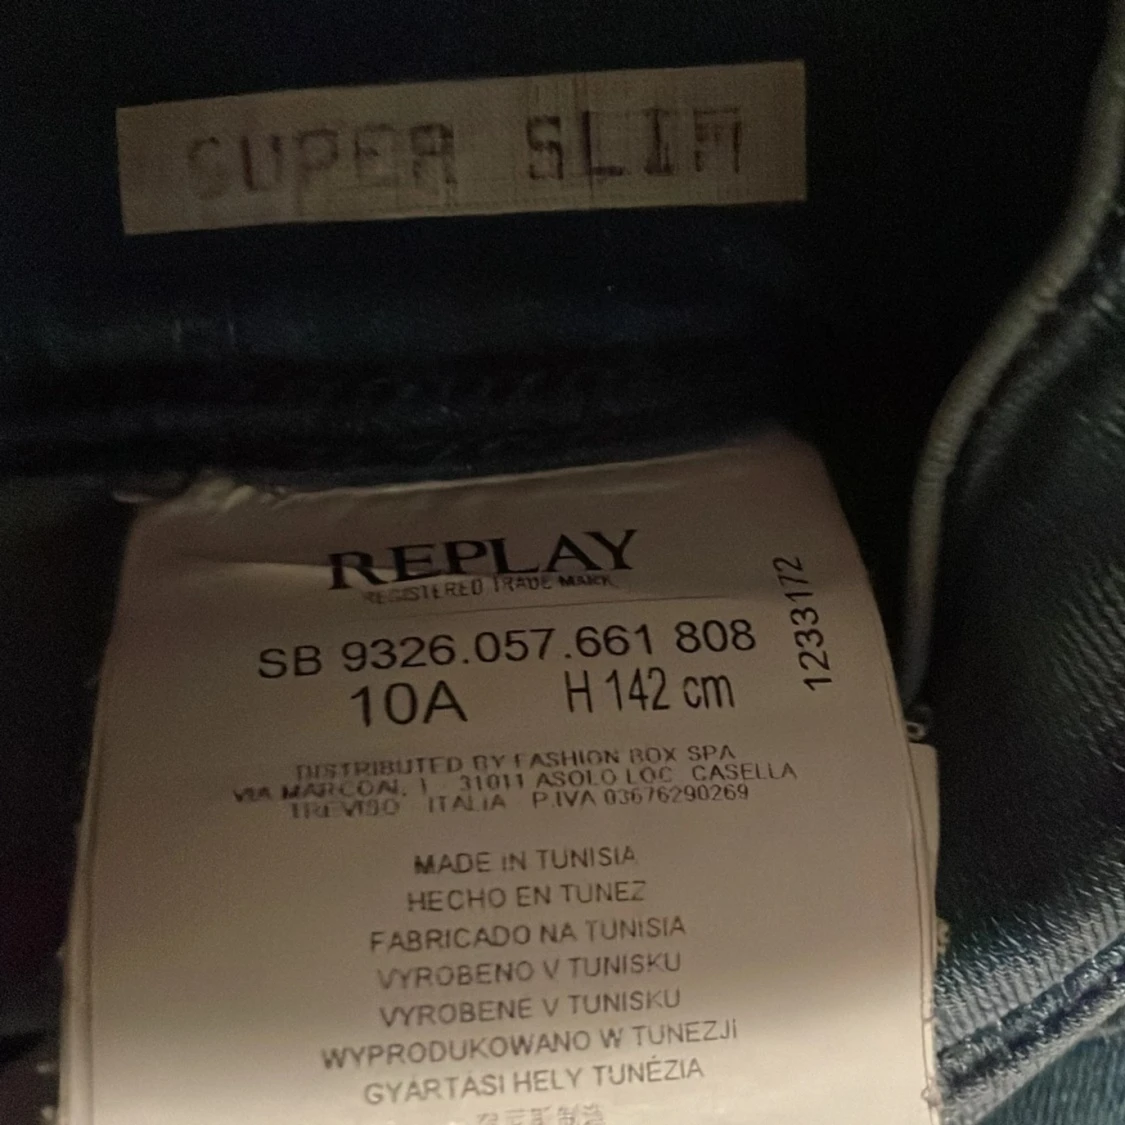 SUPER SLIM
REPLAY
REGISTERED TRADE MARK
SB 9326.057.661 808
10A H 142 cm
1233172
DISTRIBUTED BY FASHION BOX SPA
VIA MARCONI, 1 31011 ASOLO LOC CASELLA
TREVISO ITALIA P.IVA 03676290269
MADE IN TUNISIA
HECHO EN TUNEZ
FABRICADO NA TUNISIA
VYROBENO V TUNISKU
VYROBENE V TUNISKU
WYPRODUKOWANO W TUNEZJI
GYÁRTÁSI HELY TUNÉZIA